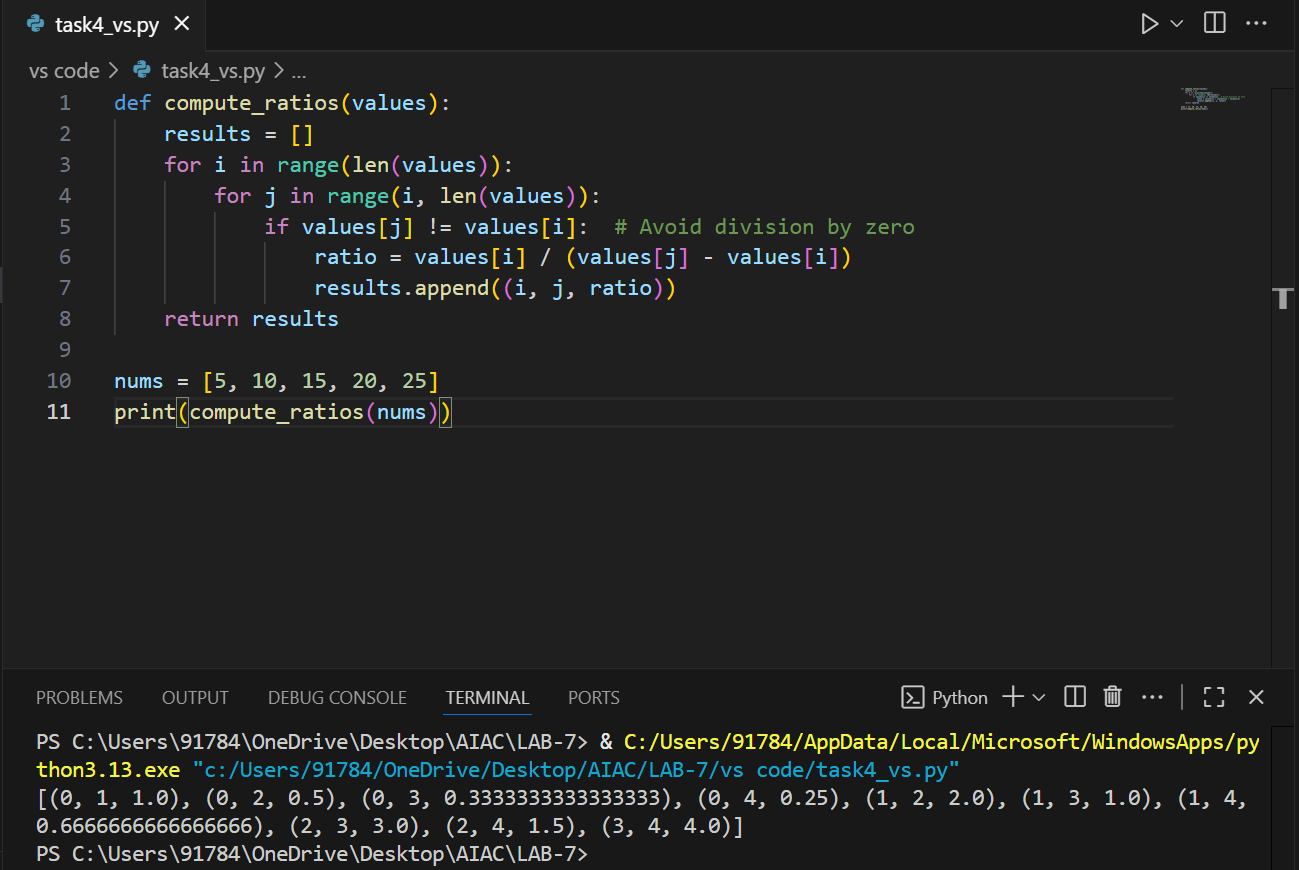 task4_vs.py
vs code > task4_vs.py > ...
1 def compute_ratios(values):
2     results = []
3     for i in range(len(values)):
4         for j in range(i, len(values)):
5             if values[j] != values[i]:  # Avoid division by zero
6                 ratio = values[i] / (values[j] - values[i])
7                 results.append((i, j, ratio))
8     return results
9
10 nums = [5, 10, 15, 20, 25]
11 print(compute_ratios(nums))
T
PROBLEMS OUTPUT DEBUG CONSOLE TERMINAL PORTS Python
PS C:\Users\91784\OneDrive\Desktop\AIAC\LAB-7> & C:/Users/91784/AppData/Local/Microsoft/WindowsApps/py
thon3.13.exe "c:/Users/91784/OneDrive/Desktop/AIAC/LAB-7/vs code/task4_vs.py"
[(0, 1, 1.0), (0, 2, 0.5), (0, 3, 0.3333333333333333), (0, 4, 0.25), (1, 2, 2.0), (1, 3, 1.0), (1, 4,
0.6666666666666666), (2, 3, 3.0), (2, 4, 1.5), (3, 4, 4.0)]
PS C:\Users\91784\OneDrive\Desktop\AIAC\LAB-7>